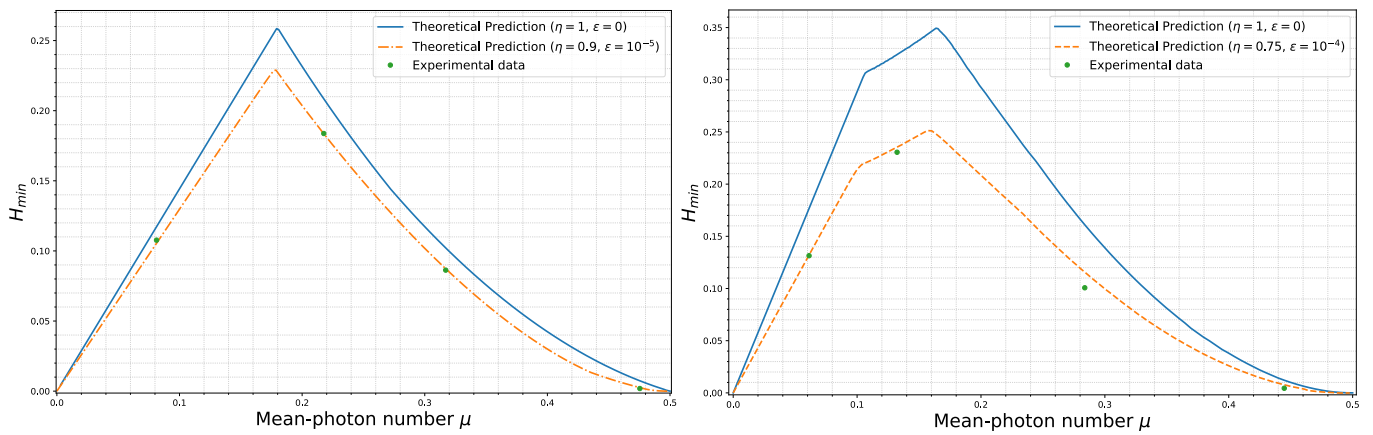 Theoretical Prediction (η = 1, ε = 0)
Theoretical Prediction (η = 0.9, ε = 10⁻⁵)
Experimental data
0.25
0.20
0.15
0.10
0.05
0.00
H_min
0.0 0.1 0.2 0.3 0.4 0.5
Mean-photon number μ
Theoretical Prediction (η = 1, ε = 0)
Theoretical Prediction (η = 0.75, ε = 10⁻⁴)
Experimental data
0.35
0.30
0.25
0.20
0.15
0.10
0.05
0.00
H_min
0.0 0.1 0.2 0.3 0.4 0.5
Mean-photon number μ